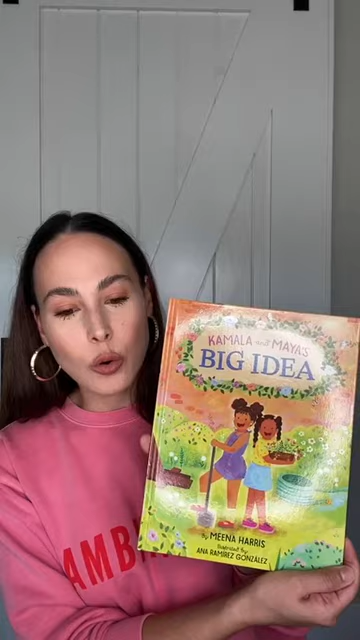 KAMALA and MAYA'S
BIG IDEA
By MEENA HARRIS
Illustrated by
ANA RAMÍREZ GONZÁLEZ
AMB